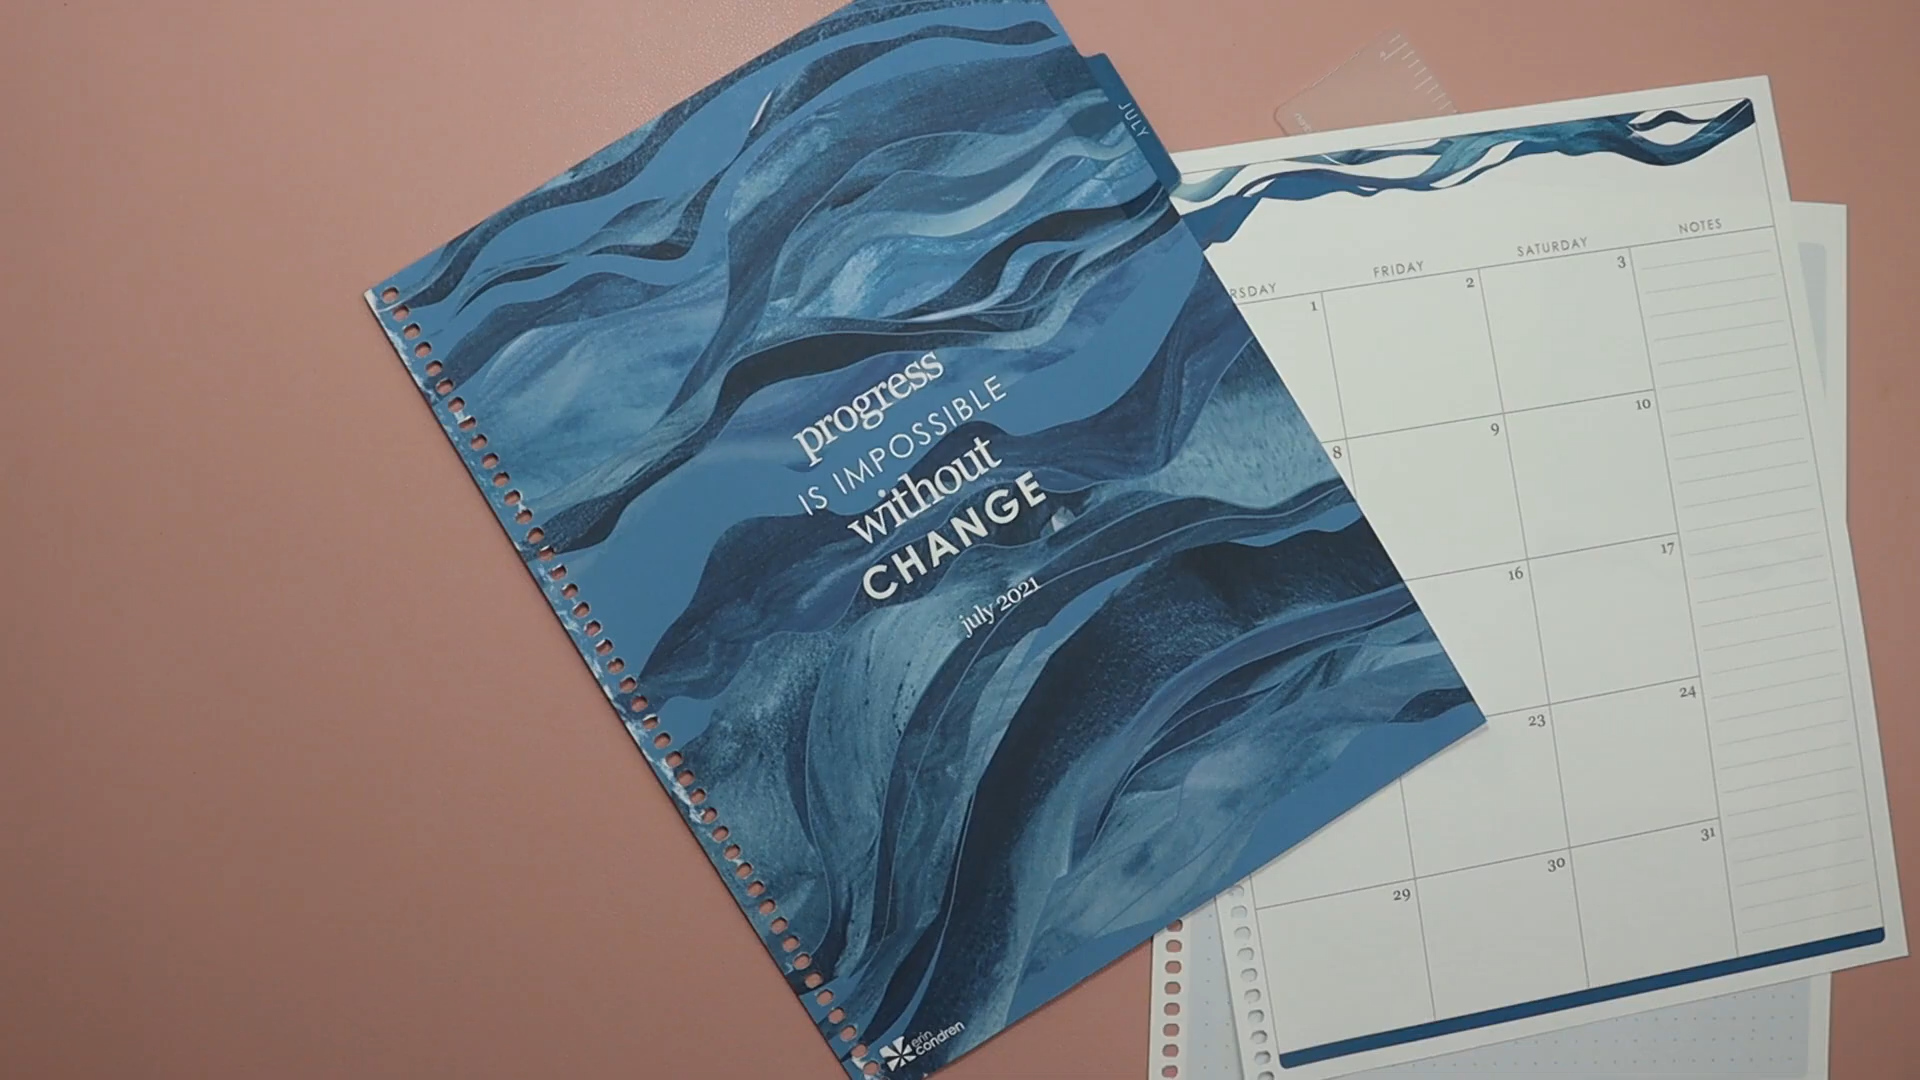 JULY
progress
IS IMPOSSIBLE
without
CHANGE
july 2021
erin
condren
RSDAY FRIDAY SATURDAY NOTES
1 2 3
8 9 10
16 17
23 24
29 30 31